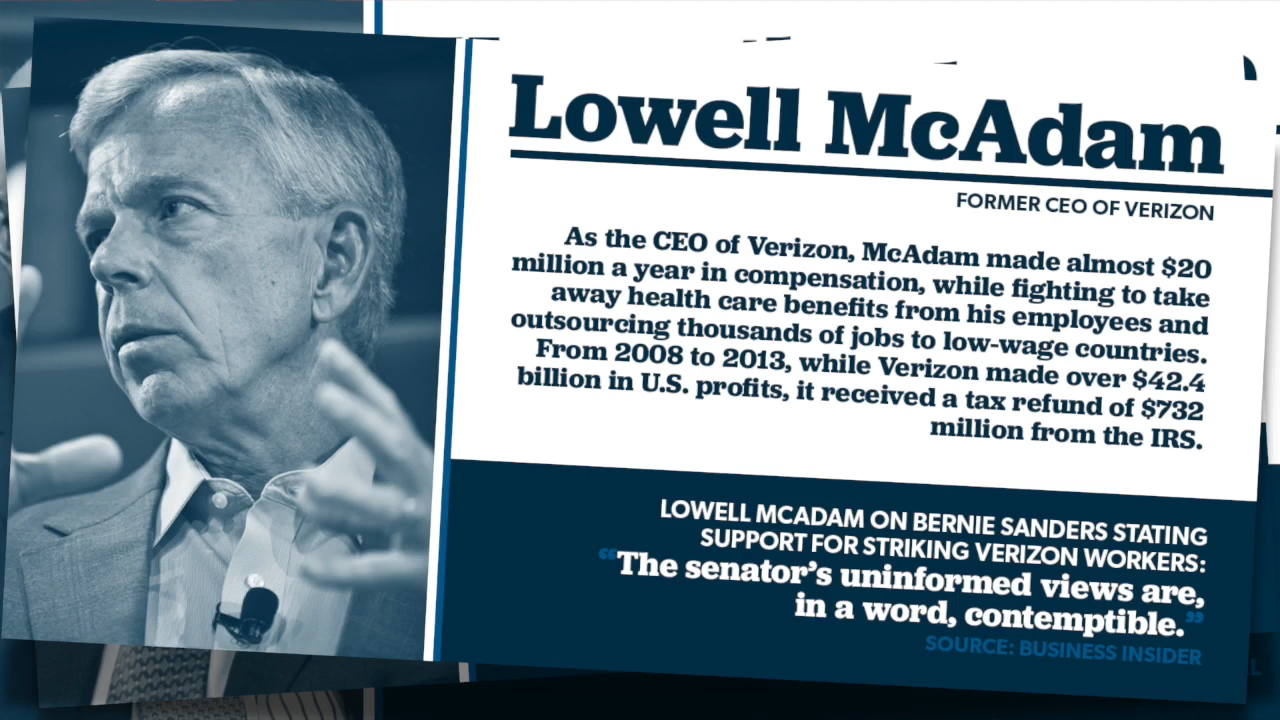 Lowell McAdam
FORMER CEO OF VERIZON
As the CEO of Verizon, McAdam made almost $20
million a year in compensation, while fighting to take
away health care benefits from his employees and
outsourcing thousands of jobs to low-wage countries.
From 2008 to 2013, while Verizon made over $42.4
billion in U.S. profits, it received a tax refund of $732
million from the IRS.
LOWELL MCADAM ON BERNIE SANDERS STATING
SUPPORT FOR STRIKING VERIZON WORKERS:
“The senator’s uninformed views are,
in a word, contemptible.”
SOURCE: BUSINESS INSIDER